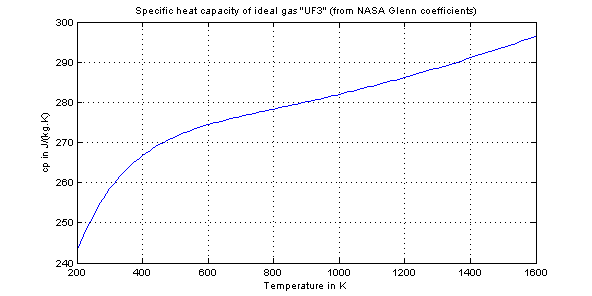 Specific heat capacity of ideal gas "UF3" (from NASA Glenn coefficients)
300
290
280
270
260
250
240
cp in J/(kg.K)
200 400 600 800 1000 1200 1400 1600
Temperature in K